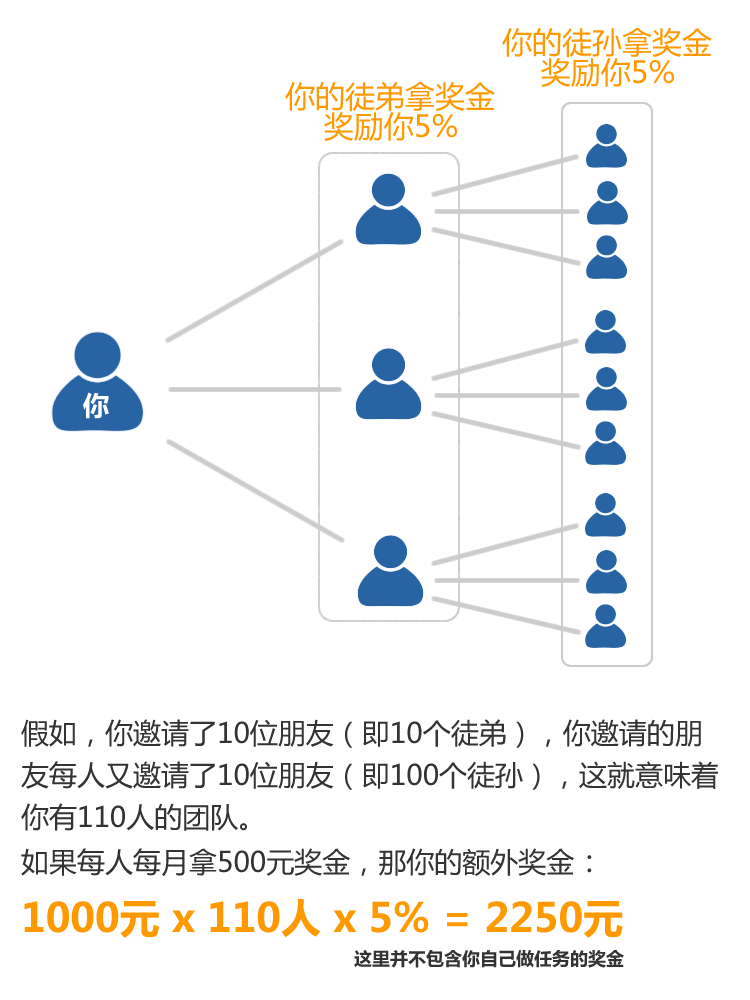 你的徒孙拿奖金
奖励你5%
你的徒弟拿奖金
奖励你5%
你
假如，你邀请了10位朋友（即10个徒弟），你邀请的朋
友每人又邀请了10位朋友（即100个徒孙），这就意味着
你有110人的团队。
如果每人每月拿500元奖金，那你的额外奖金：
1000元 x 110人 x 5% = 2250元
这里并不包含你自己做任务的奖金